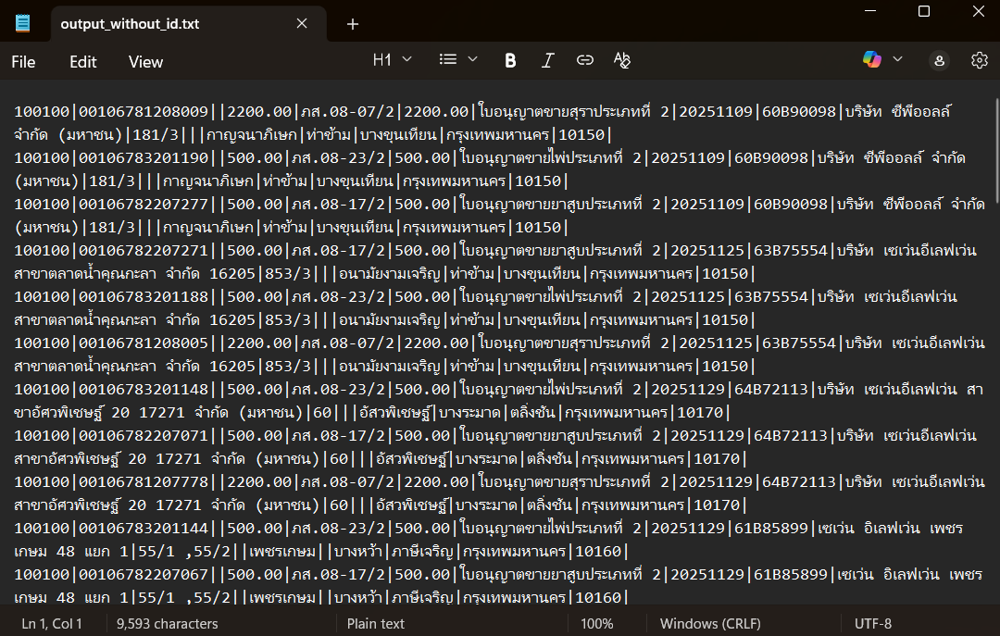 output_without_id.txt
File Edit View H1 B I
100100|00106781208009||2200.00|ภส.08-07/2|2200.00|ใบอนุญาตขายสุราประเภทที่ 2|20251109|60B90098|บริษัท ซีพีออลล์
จำกัด (มหาชน)|181/3|||กาญจนาภิเษก|ท่าข้าม|บางขุนเทียน|กรุงเทพมหานคร|10150|
100100|00106783201190||500.00|ภส.08-23/2|500.00|ใบอนุญาตขายไพ่ประเภทที่ 2|20251109|60B90098|บริษัท ซีพีออลล์ จำกัด
(มหาชน)|181/3|||กาญจนาภิเษก|ท่าข้าม|บางขุนเทียน|กรุงเทพมหานคร|10150|
100100|00106782207277||500.00|ภส.08-17/2|500.00|ใบอนุญาตขายยาสูบประเภทที่ 2|20251109|60B90098|บริษัท ซีพีออลล์ จำกัด
(มหาชน)|181/3|||กาญจนาภิเษก|ท่าข้าม|บางขุนเทียน|กรุงเทพมหานคร|10150|
100100|00106782207271||500.00|ภส.08-17/2|500.00|ใบอนุญาตขายยาสูบประเภทที่ 2|20251125|63B75554|บริษัท เซเว่นอีเลฟเว่น
สาขาตลาดน้ำคุณกะลา จำกัด 16205|853/3|||อนามัยงามเจริญ|ท่าข้าม|บางขุนเทียน|กรุงเทพมหานคร|10150|
100100|00106783201188||500.00|ภส.08-23/2|500.00|ใบอนุญาตขายไพ่ประเภทที่ 2|20251125|63B75554|บริษัท เซเว่นอีเลฟเว่น
สาขาตลาดน้ำคุณกะลา จำกัด 16205|853/3|||อนามัยงามเจริญ|ท่าข้าม|บางขุนเทียน|กรุงเทพมหานคร|10150|
100100|00106781208005||2200.00|ภส.08-07/2|2200.00|ใบอนุญาตขายสุราประเภทที่ 2|20251125|63B75554|บริษัท เซเว่นอีเลฟเว่น
สาขาตลาดน้ำคุณกะลา จำกัด 16205|853/3|||อนามัยงามเจริญ|ท่าข้าม|บางขุนเทียน|กรุงเทพมหานคร|10150|
100100|00106783201148||500.00|ภส.08-23/2|500.00|ใบอนุญาตขายไพ่ประเภทที่ 2|20251129|64B72113|บริษัท เซเว่นอีเลฟเว่น สา
ขาอัศวพิเชษฐ์ 20 17271 จำกัด (มหาชน)|60|||อัสวพิเชษฐ์|บางระมาด|ตลิ่งชัน|กรุงเทพมหานคร|10170|
100100|00106782207071||500.00|ภส.08-17/2|500.00|ใบอนุญาตขายยาสูบประเภทที่ 2|20251129|64B72113|บริษัท เซเว่นอีเลฟเว่น
สาขาอัศวพิเชษฐ์ 20 17271 จำกัด (มหาชน)|60|||อัสวพิเชษฐ์|บางระมาด|ตลิ่งชัน|กรุงเทพมหานคร|10170|
100100|00106781207778||2200.00|ภส.08-07/2|2200.00|ใบอนุญาตขายสุราประเภทที่ 2|20251129|64B72113|บริษัท เซเว่นอีเลฟเว่น
สาขาอัศวพิเชษฐ์ 20 17271 จำกัด (มหาชน)|60|||อัสวพิเชษฐ์|บางระมาด|ตลิ่งชัน|กรุงเทพมหานคร|10170|
100100|00106783201144||500.00|ภส.08-23/2|500.00|ใบอนุญาตขายไพ่ประเภทที่ 2|20251129|61B85899|เซเว่น อิเลฟเว่น เพชร
เกษม 48 แยก 1|55/1 ,55/2||เพชรเกษม||บางหว้า|ภาษีเจริญ|กรุงเทพมหานคร|10160|
100100|00106782207067||500.00|ภส.08-17/2|500.00|ใบอนุญาตขายยาสูบประเภทที่ 2|20251129|61B85899|เซเว่น อิเลฟเว่น เพชร
เกษม 48 แยก 1|55/1 ,55/2||เพชรเกษม||บางหว้า|ภาษีเจริญ|กรุงเทพมหานคร|10160|
Ln 1, Col 1 9,593 characters Plain text 100% Windows (CRLF) UTF-8